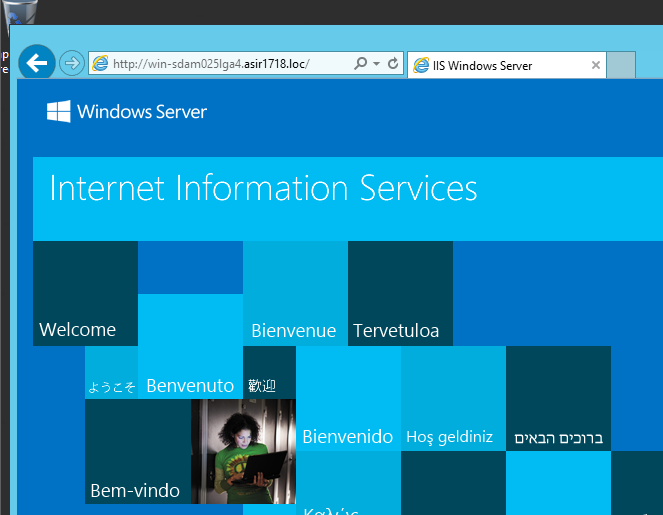 http://win-sdam025lga4.asir1718.loc/
IIS Windows Server
Windows Server
Internet Information Services
Welcome
Bienvenue
Tervetuloa
ようこそ
Benvenuto
歡迎
Bienvenido
Hoş geldiniz
ברוכים הבאים
Bem-vindo